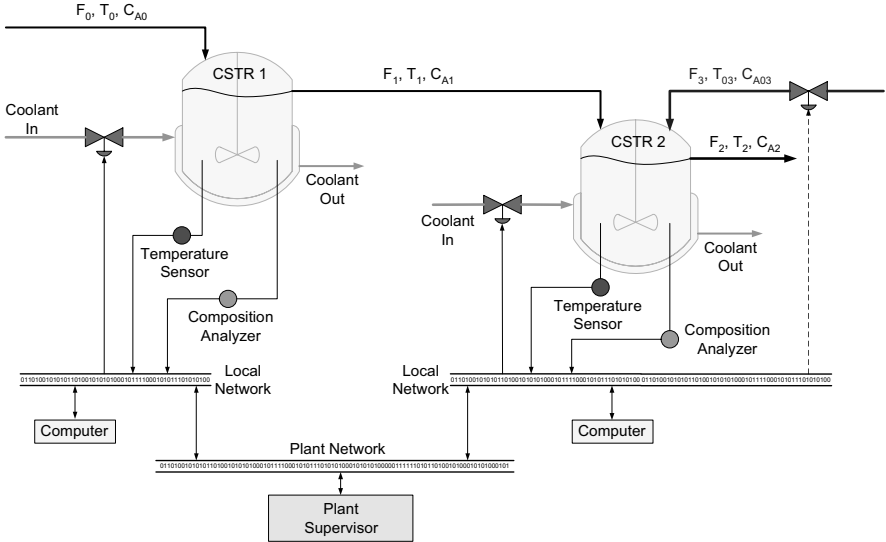 F0, T0, CA0
CSTR 1
F1, T1, CA1
F3, T03, CA03
Coolant
In
CSTR 2
F2, T2, CA2
Coolant
Out
Coolant
In
Coolant
Out
Temperature
Sensor
Composition
Analyzer
Temperature
Sensor
Composition
Analyzer
Local
Network
Local
Network
Computer
Computer
Plant Network
Plant
Supervisor